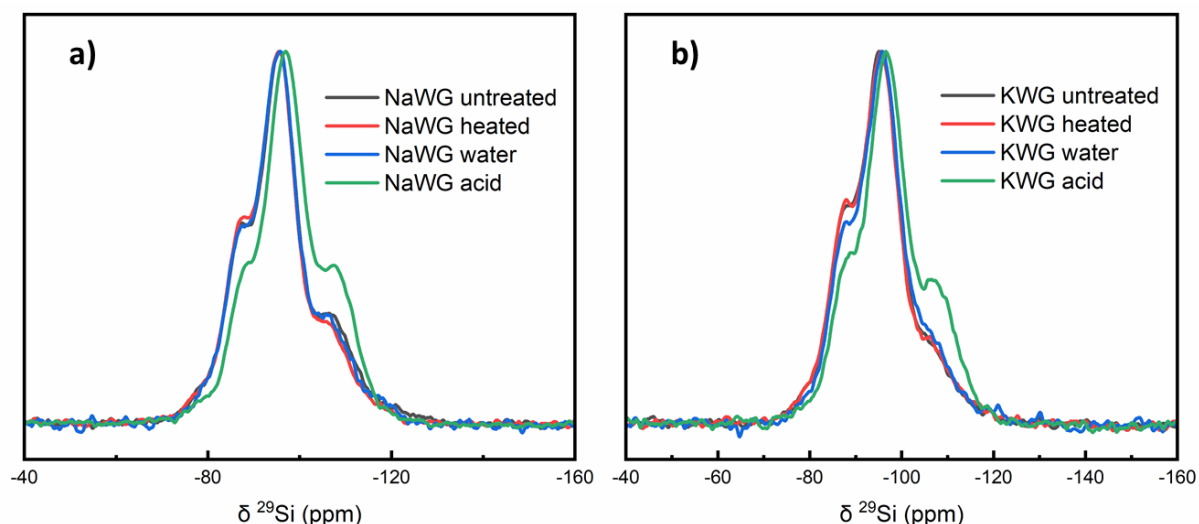 a)
NaWG untreated
NaWG heated
NaWG water
NaWG acid
-40
-80
-120
-160
δ ²⁹Si (ppm)
b)
KWG untreated
KWG heated
KWG water
KWG acid
-40
-60
-80
-100
-120
-140
-160
δ ²⁹Si (ppm)